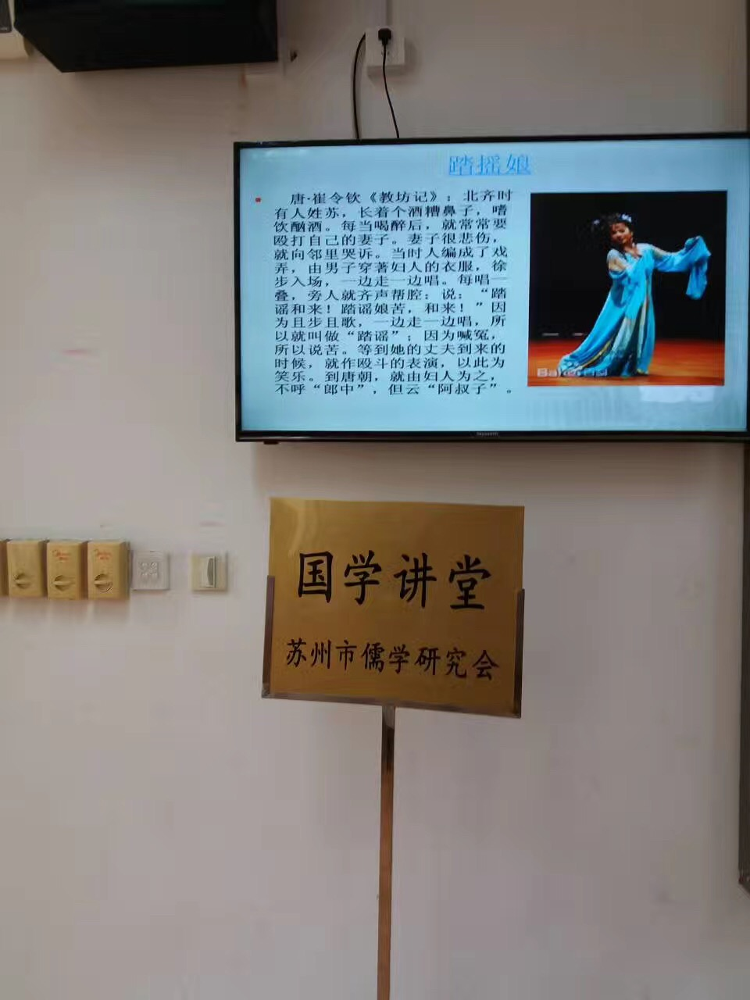 踏摇娘
唐·崔令钦《教坊记》：北齐时
有人姓苏，长着个酒糟鼻子，嗜
饮酗酒。每当喝醉后，就常常要
殴打自己的妻子。妻子很悲伤，
就向邻里哭诉。当时人编成了戏
弄，由男子穿著妇人的衣服，徐
步入场，一边走一边唱。每唱一
叠，旁人就齐声帮腔：说：“踏
谣和来！踏谣娘苦，和来！”因
为且步且歌，一边走一边唱，所
以就叫做“踏谣”；因为喊冤，
所以说苦。等到她的丈夫到来的
时候，就作殴斗的表演，以此为
笑乐。到唐朝，就由妇人为之，
不呼“郎中”，但云“阿叔子”。
国学讲堂
苏州市儒学研究会